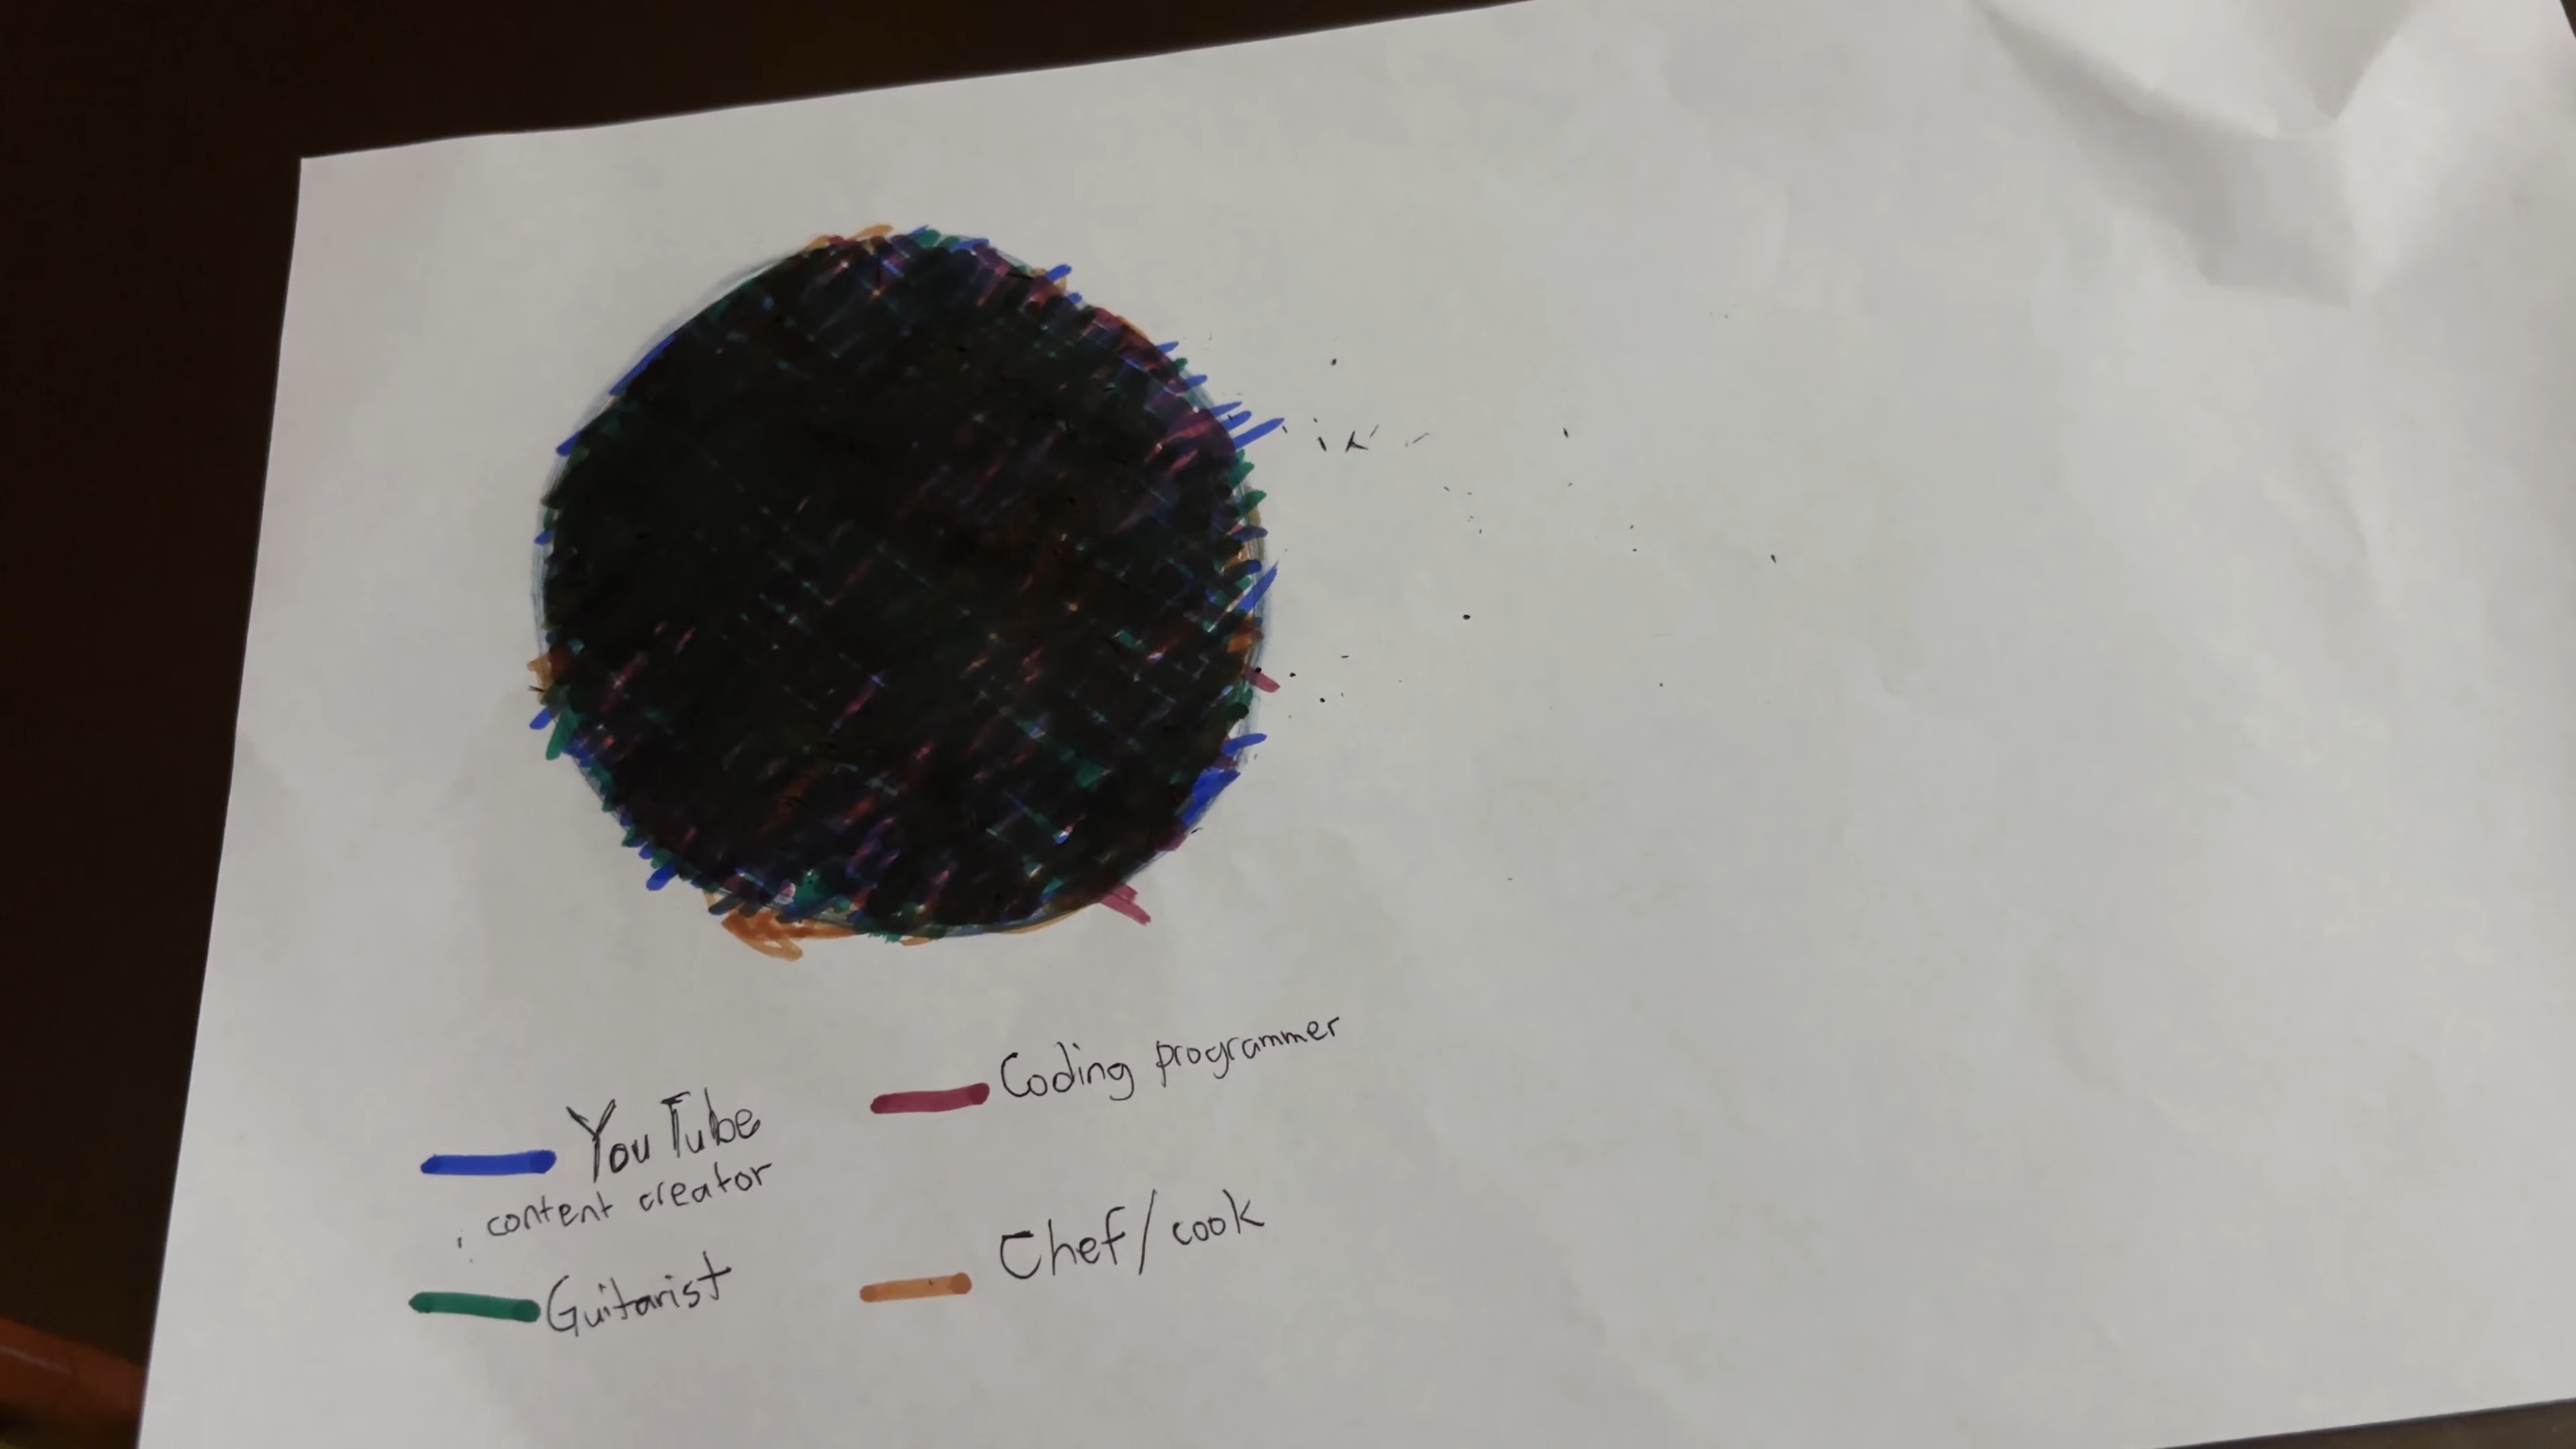 YouTube
content creator
Guitarist
Coding programmer
Chef/cook